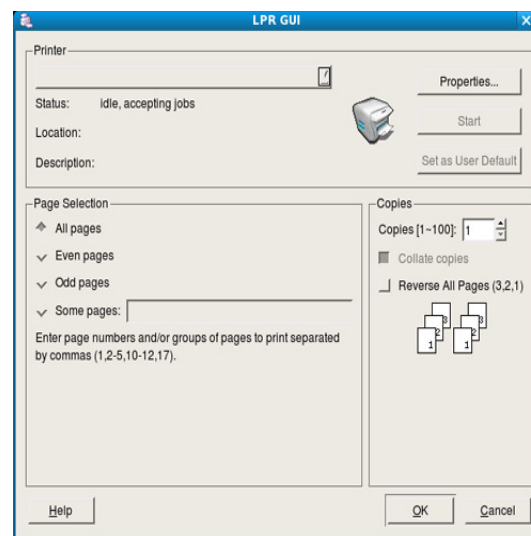 LPR GUI
Printer
Properties...
Status: idle, accepting jobs
Start
Location:
Description:
Set as User Default
Page Selection
All pages
Even pages
Odd pages
Some pages:
Enter page numbers and/or groups of pages to print separated
by commas (1,2-5,10-12,17).
Copies
Copies [1~100]: 1
Collate copies
Reverse All Pages (3,2,1)
3 3
2 2
1 1
Help
OK
Cancel